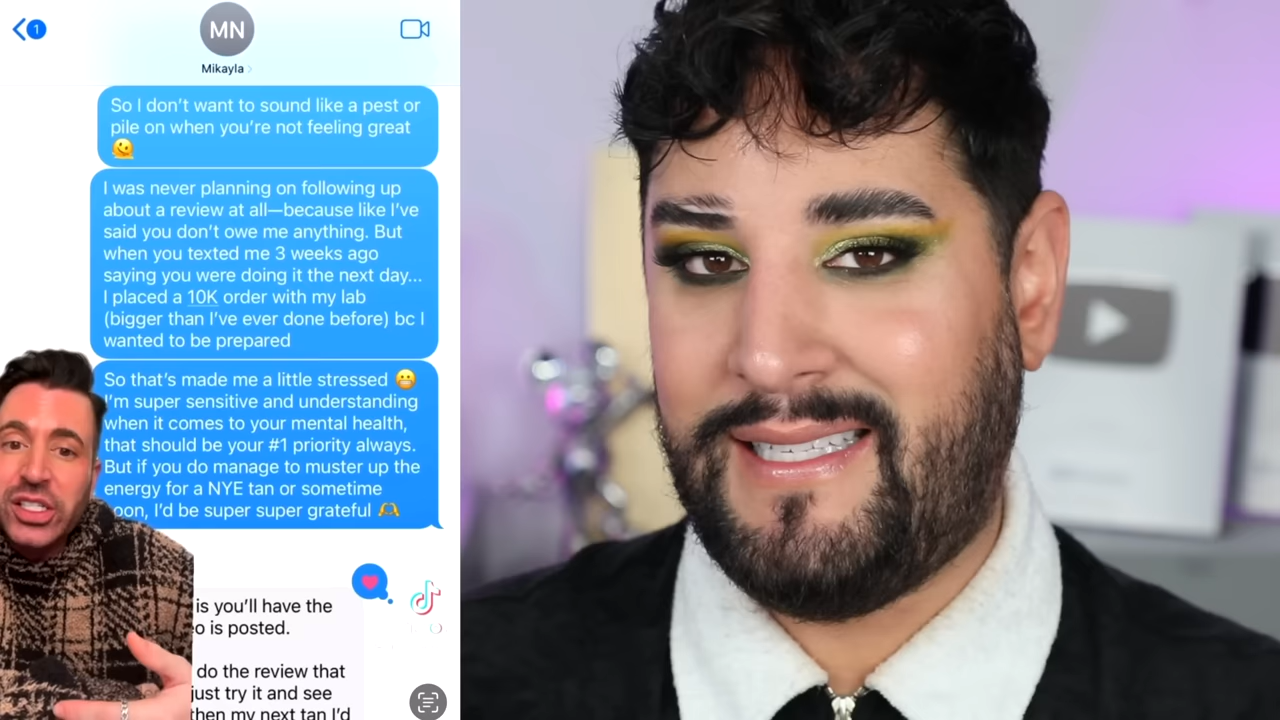 1
MN
Mikayla
So I don’t want to sound like a pest or
pile on when you’re not feeling great
🫠
I was never planning on following up
about a review at all—because like I’ve
said you don’t owe me anything. But
when you texted me 3 weeks ago
saying you were doing it the next day...
I placed a 10K order with my lab
(bigger than I’ve ever done before) bc I
wanted to be prepared
So that’s made me a little stressed 😬
I’m super sensitive and understanding
when it comes to your mental health,
that should be your #1 priority always.
But if you do manage to muster up the
energy for a NYE tan or sometime
oon, I’d be super super grateful 🫶
is you’ll have the
o is posted.
do the review that
just try it and see
then my next tan I’d